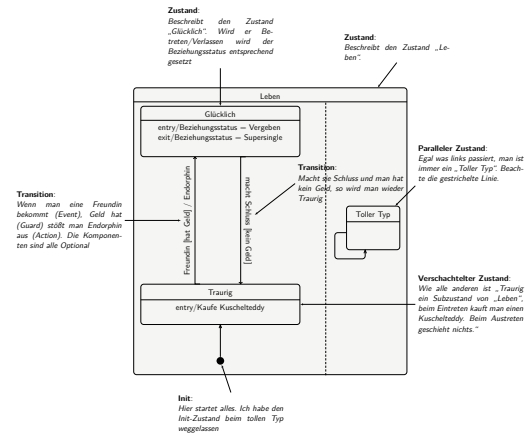 Zustand:
Beschreibt den Zustand
„Glücklich". Wird er Be-
treten/Verlassen wird der
Beziehungsstatus entsprechend
gesetzt
Zustand:
Beschreibt den Zustand „Le-
ben".
Leben
Glücklich
entry/Beziehungsstatus = Vergeben
exit/Beziehungsstatus = Supersingle
Paralleler Zustand:
Egal was links passiert, man ist
immer ein „Toller Typ". Beach-
te die gestrichelte Linie.
Transition:
Macht sie Schluss und man hat
kein Geld, so wird man wieder
Traurig
Transition:
Wenn man eine Freundin
bekommt (Event), Geld hat
(Guard) stößt man Endorphin
aus (Action). Die Komponen-
ten sind alle Optional
Freundin [hat Geld] / Endorphin
macht Schluss [kein Geld]
Toller Typ
Traurig
entry/Kaufe Kuschelteddy
Verschachtelter Zustand:
Wie alle anderen ist „Traurig
ein Subzustand von „Leben",
beim Eintreten kauft man einen
Kuschelteddy. Beim Austreten
geschieht nichts."
Init:
Hier startet alles. Ich habe den
Init-Zustand beim tollen Typ
weggelassen